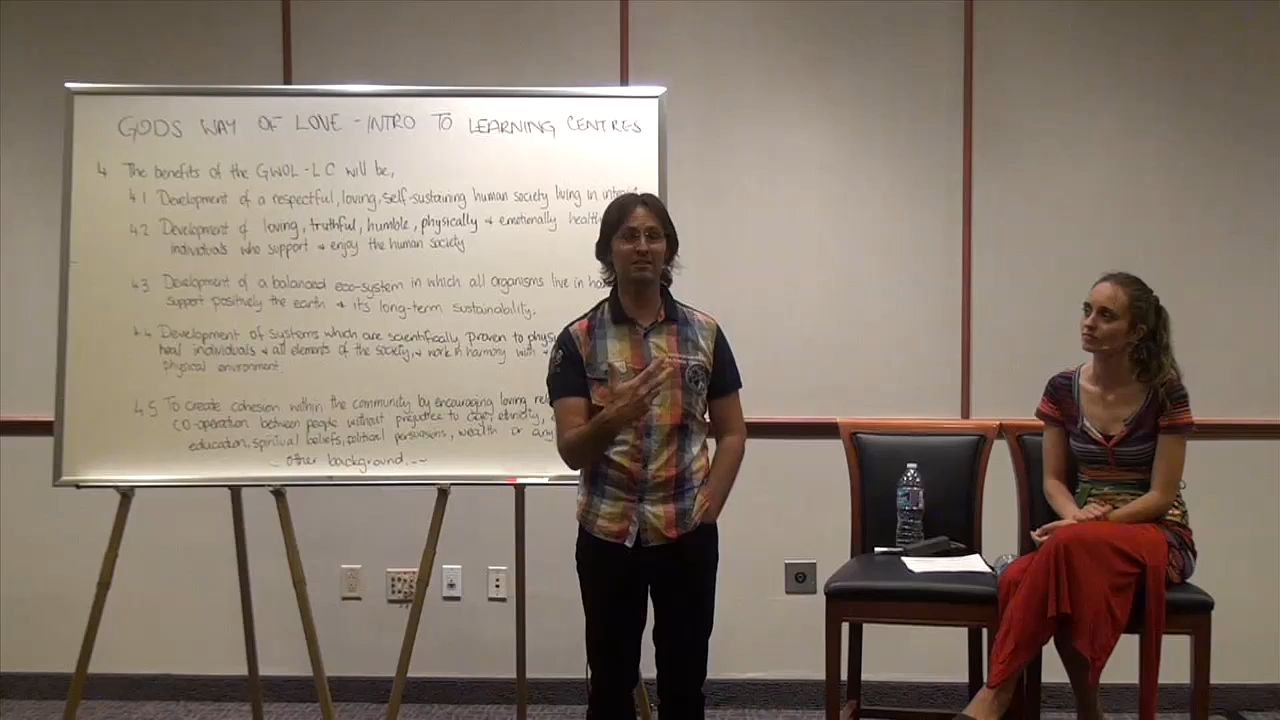 GODS WAY OF LOVE - INTRO TO LEARNING CENTRES
4 The benefits of the GWOL - LC will be,
4.1 Development of a respectful, loving, self-sustaining human society living in
4.2 Development of loving, truthful, humble, physically & emotionally
individuals who support & enjoy the human society
4.3 Development of a balanced eco-system in which all organisms live in
support positively the earth & it's long-term sustainability.
4.4 Development of systems which are scientifically proven to
heal individuals & all elements of the society, & work in harmony with
physical environment.
4.5 To create cohesion within the community by encouraging loving
co-operation between people without prejudice to age, ethnicity,
education, spiritual beliefs, political persuasions, wealth or any
other background.--